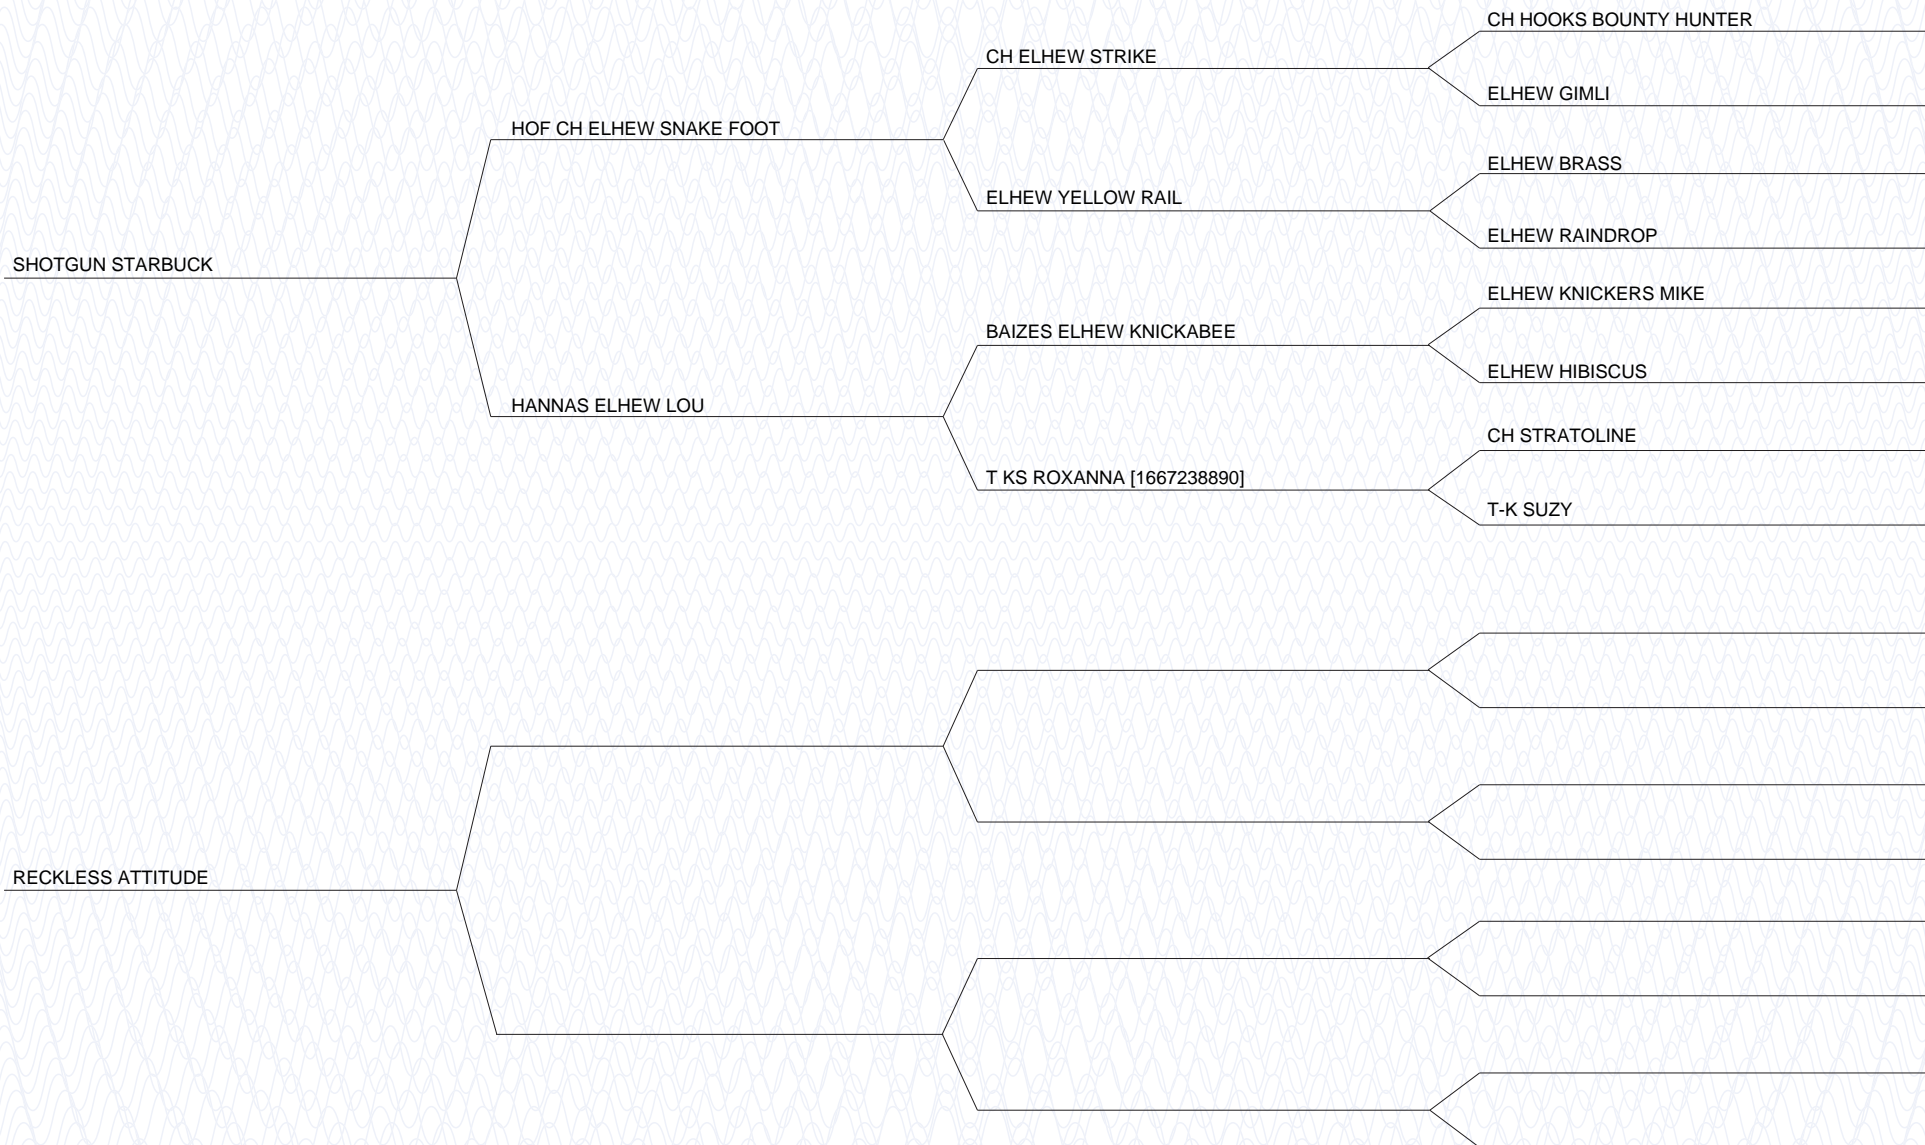 SHOTGUN STARBUCK
HOF CH ELHEW SNAKE FOOT
CH ELHEW STRIKE
CH HOOKS BOUNTY HUNTER
ELHEW GIMLI
ELHEW YELLOW RAIL
ELHEW BRASS
ELHEW RAINDROP
HANNAS ELHEW LOU
BAIZES ELHEW KNICKABEE
ELHEW KNICKERS MIKE
ELHEW HIBISCUS
T KS ROXANNA [1667238890]
CH STRATOLINE
T-K SUZY
RECKLESS ATTITUDE